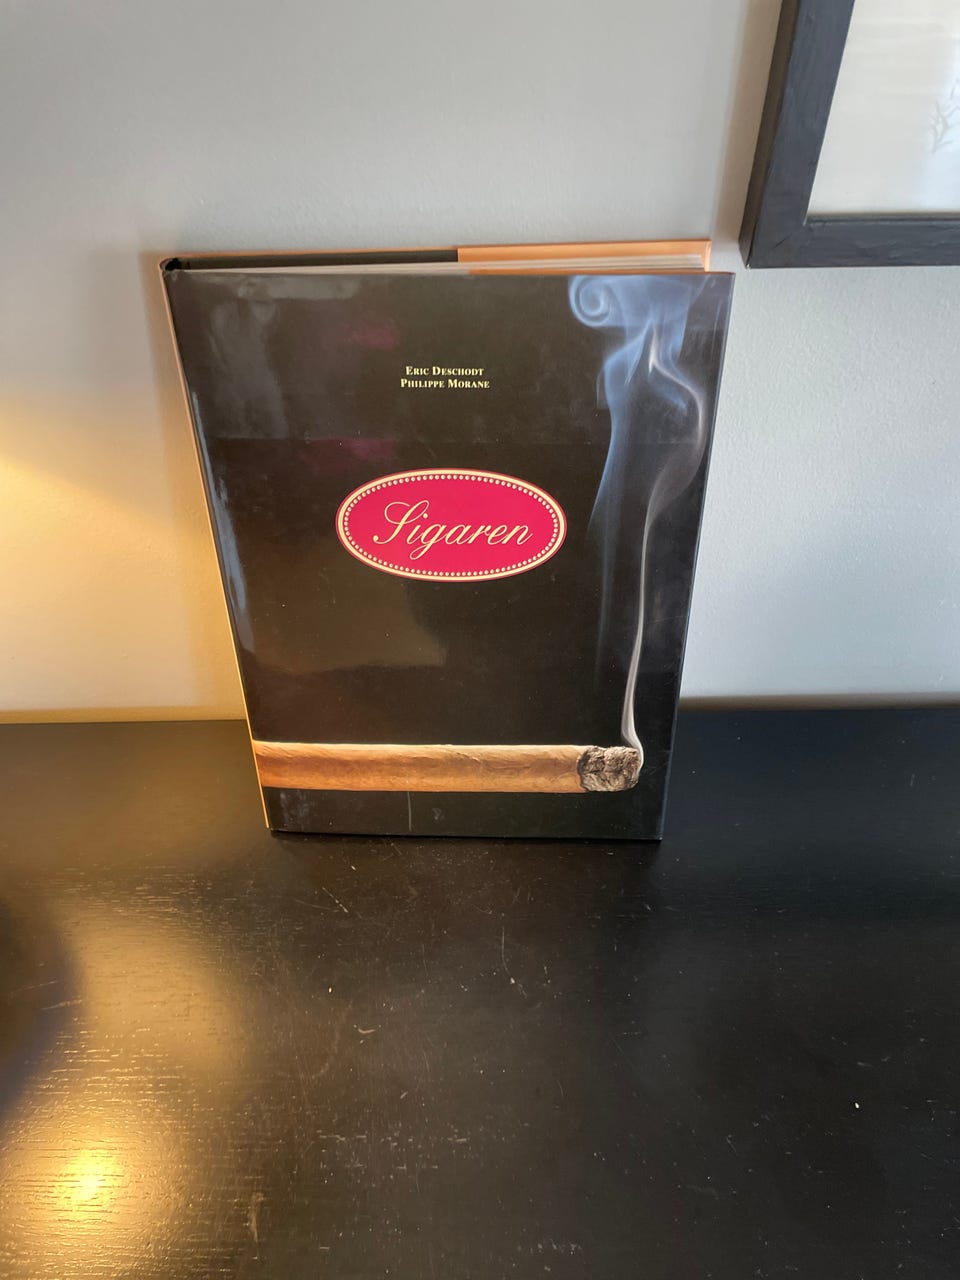 Eric Deschodt
Philippe Morane
Sigaren